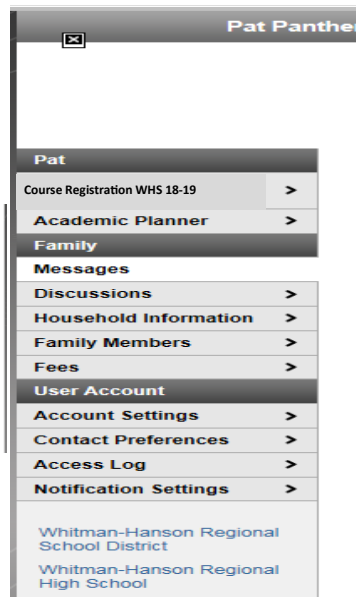 Pat Panthe
Pat
Course Registration WHS 18-19 >
Academic Planner >
Family
Messages
Discussions >
Household Information >
Family Members >
Fees >
User Account
Account Settings >
Contact Preferences >
Access Log >
Notification Settings >
Whitman-Hanson Regional
School District
Whitman-Hanson Regional
High School